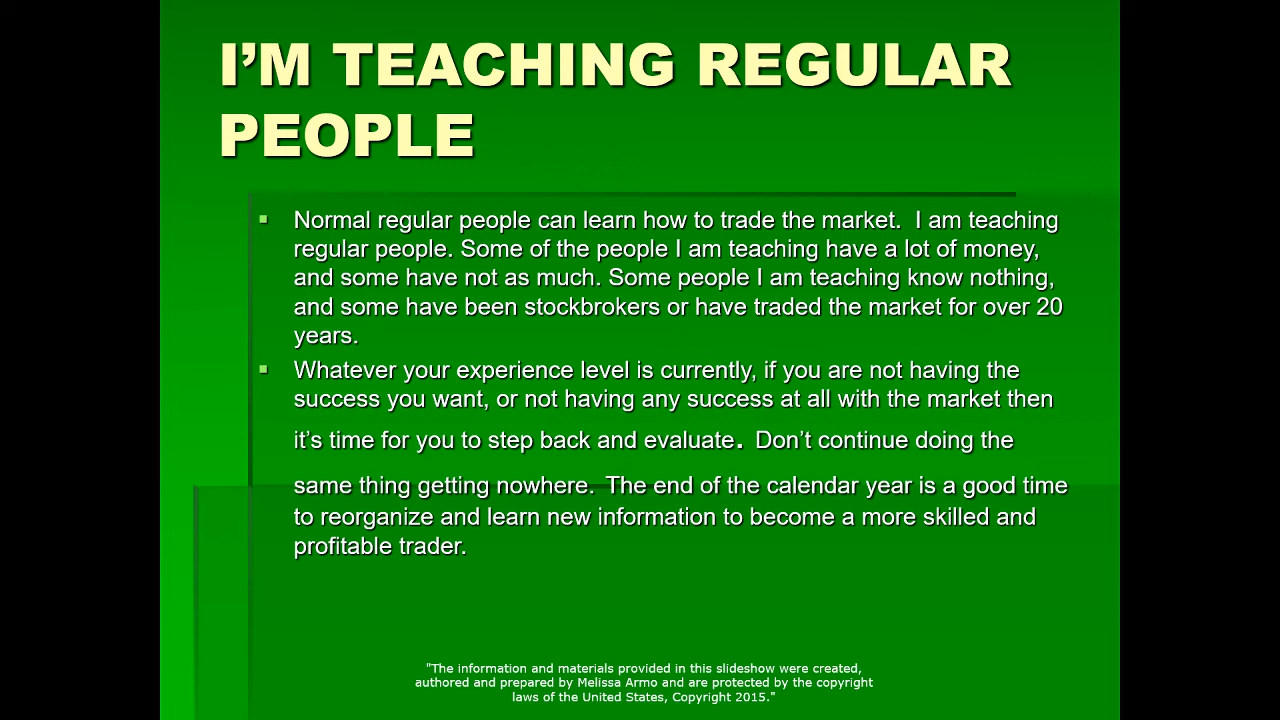 I’M TEACHING REGULAR
PEOPLE
▪ Normal regular people can learn how to trade the market.  I am teaching
regular people. Some of the people I am teaching have a lot of money,
and some have not as much. Some people I am teaching know nothing,
and some have been stockbrokers or have traded the market for over 20
years.
▪ Whatever your experience level is currently, if you are not having the
success you want, or not having any success at all with the market then
it’s time for you to step back and evaluate.  Don’t continue doing the
same thing getting nowhere.  The end of the calendar year is a good time
to reorganize and learn new information to become a more skilled and
profitable trader.
"The information and materials provided in this slideshow were created,
authored and prepared by Melissa Armo and are protected by the copyright
laws of the United States, Copyright 2015."